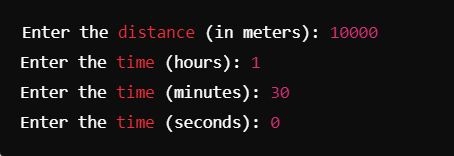 Enter the distance (in meters): 10000
Enter the time (hours): 1
Enter the time (minutes): 30
Enter the time (seconds): 0